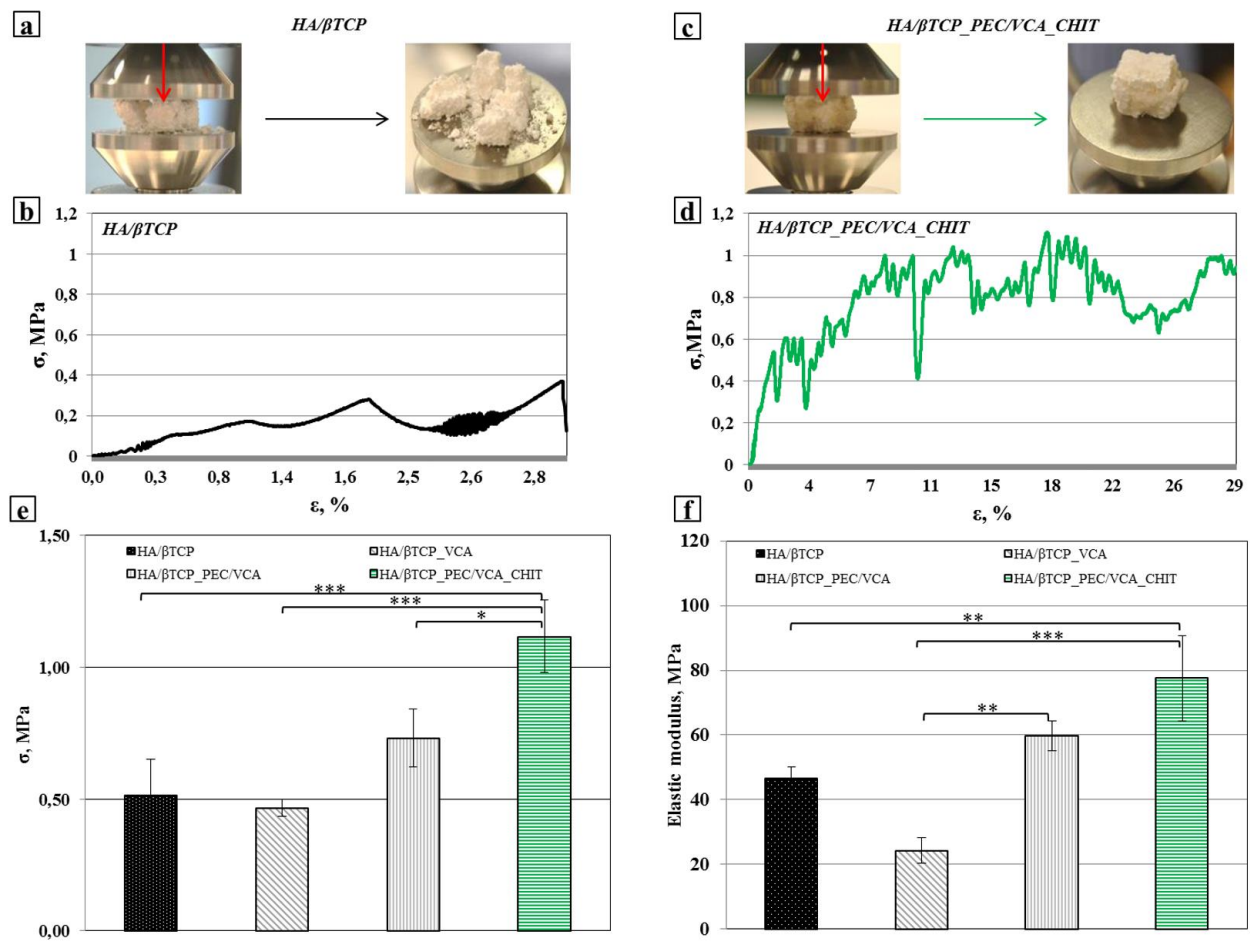 a
HA/βTCP
c
HA/βTCP_PEC/VCA_CHIT
b
HA/βTCP
σ, MPa
1,2
1
0,8
0,6
0,4
0,2
0
0,0 0,3 0,8 1,4 1,6 2,5 2,6 2,8
ε, %
d
HA/βTCP_PEC/VCA_CHIT
σ,MPa
1,2
1
0,8
0,6
0,4
0,2
0
0 4 7 11 15 18 22 26 29
ε, %
e
HA/βTCP HA/βTCP_VCA
HA/βTCP_PEC/VCA HA/βTCP_PEC/VCA_CHIT
***
***
*
σ, MPa
1,50
1,00
0,50
0,00
f
HA/βTCP HA/βTCP_VCA
HA/βTCP_PEC/VCA HA/βTCP_PEC/VCA_CHIT
**
***
**
Elastic modulus, MPa
120
100
80
60
40
20
0